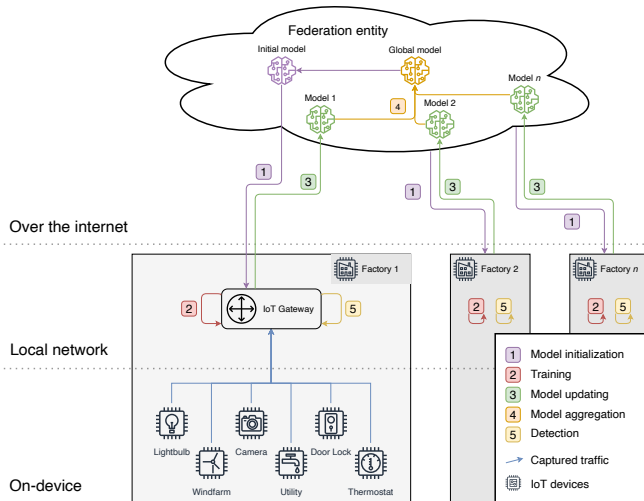 Federation entity
Initial model
Global model
Model n
Model 1
Model 2
4
1
3
1
3
3
1
Over the internet
Factory 1
Factory 2
Factory n
2
IoT Gateway
5
2
5
2
5
Local network
1 Model initialization
2 Training
3 Model updating
4 Model aggregation
5 Detection
Captured traffic
IoT devices
Lightbulb
Camera
Door Lock
Windfarm
Utility
Thermostat
On-device